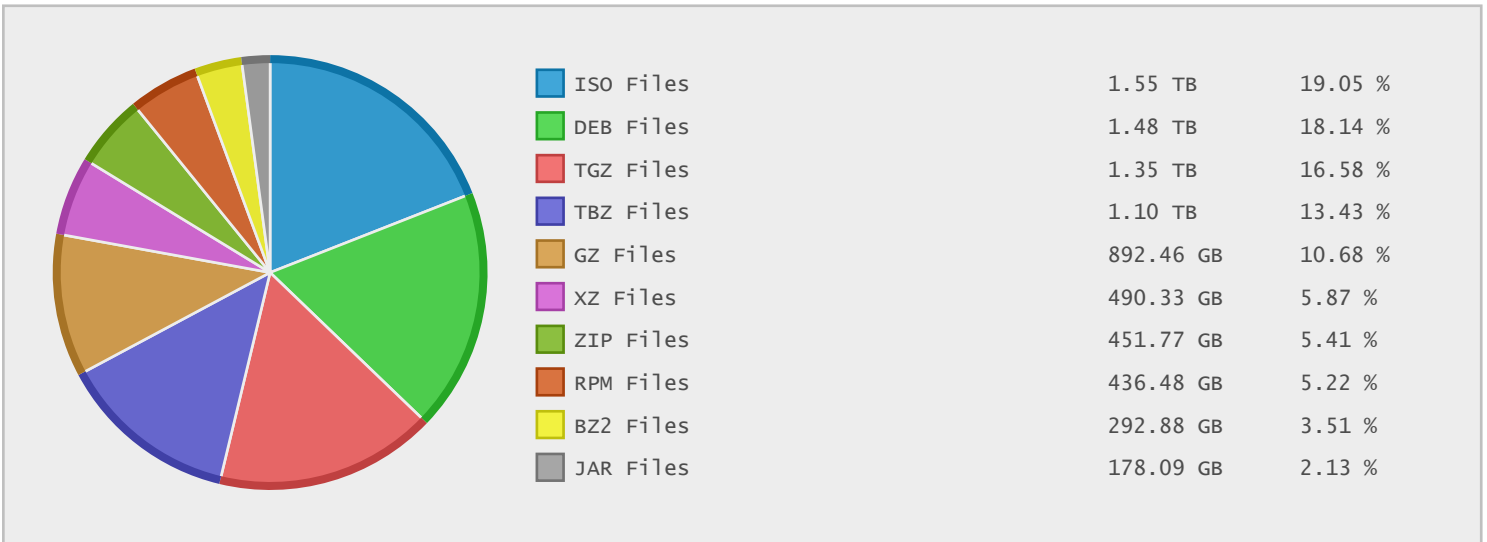 ISO Files 1.55 TB 19.05 %
DEB Files 1.48 TB 18.14 %
TGZ Files 1.35 TB 16.58 %
TBZ Files 1.10 TB 13.43 %
GZ Files 892.46 GB 10.68 %
XZ Files 490.33 GB 5.87 %
ZIP Files 451.77 GB 5.41 %
RPM Files 436.48 GB 5.22 %
BZ2 Files 292.88 GB 3.51 %
JAR Files 178.09 GB 2.13 %